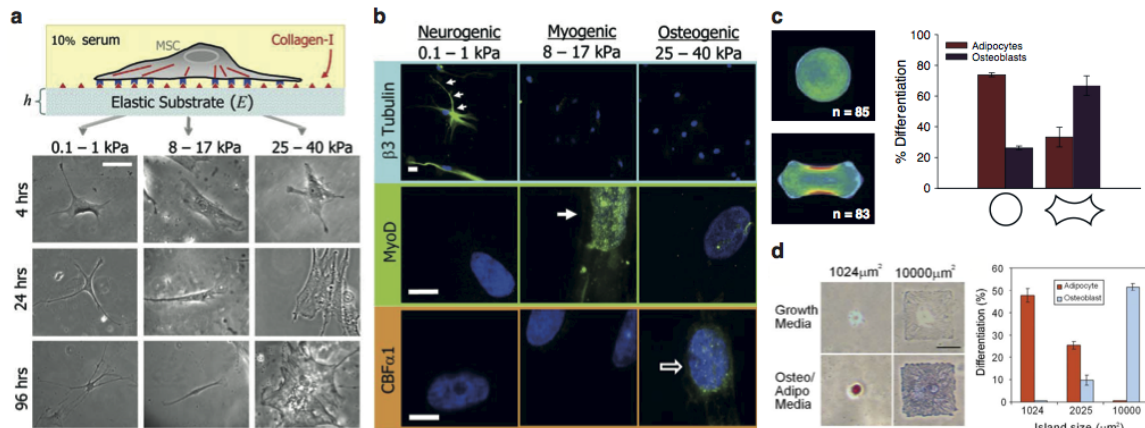 a
10% serum
MSC
Collagen-I
h
Elastic Substrate (E)
0.1 – 1 kPa
8 – 17 kPa
25 – 40 kPa
4 hrs
24 hrs
96 hrs
b
Neurogenic
0.1 – 1 kPa
Myogenic
8 – 17 kPa
Osteogenic
25 – 40 kPa
β3 Tubulin
MyoD
CBFα1
c
n = 85
n = 83
Adipocytes
Osteoblasts
% Differentiation
100
80
60
40
20
0
d
1024μm²
10000μm²
Growth
Media
Osteo/
Adipo
Media
Adipocyte
Osteoblast
Differentiation (%)
60
50
40
30
20
10
0
1024
2025
10000
Island size (μm²)